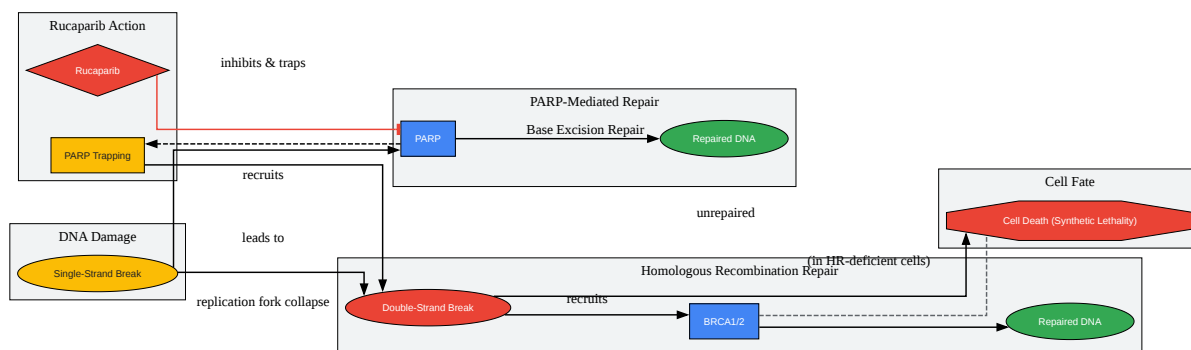 Rucaparib Action
Rucaparib
inhibits & traps
PARP-Mediated Repair
PARP
Base Excision Repair
Repaired DNA
PARP Trapping
recruits
Cell Fate
Cell Death (Synthetic Lethality)
unrepaired
DNA Damage
leads to
Single-Strand Break
(in HR-deficient cells)
Homologous Recombination Repair
replication fork collapse
recruits
Double-Strand Break
BRCA1/2
Repaired DNA